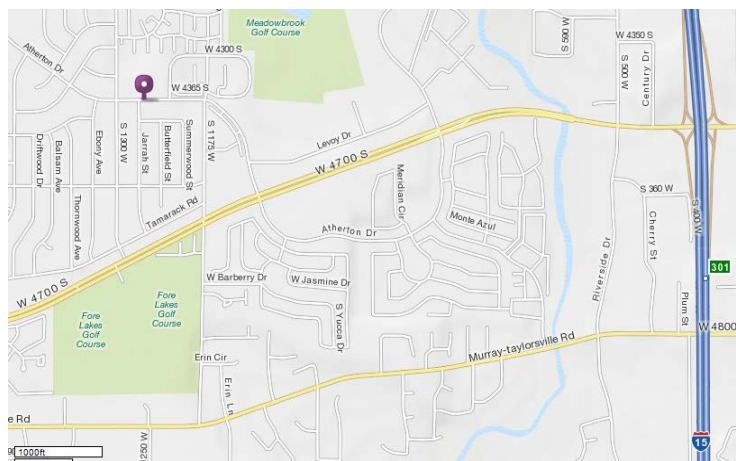 Meadowbrook
Golf Course
W 4300 S
S 590 W
W 4350 S
Atherton Dr
S 500 W
Century Dr
W 4365 S
Driftwood Dr
Balsam Ave
Ebony Ave
S 1300 W
Jarrah St
Butterfield St
Summerwood St
S 1175 W
Levoy Dr
W 4700 S
Thornwood Ave
Tamarack Rd
Meridian Cir
Monte Azul
Atherton Dr
S 360 W
Cherry St
S 400 W
Riverside Dr
301
W Barberry Dr
W Jasmine Dr
S Yucca Dr
Plum St
W 4700 S
Fore
Lakes
Golf
Course
Fore
Lakes
Golf
Course
W 4800
Murray-taylorsville Rd
Erin Cir
Erin Ln
e Rd
1250 W
15
1000ft